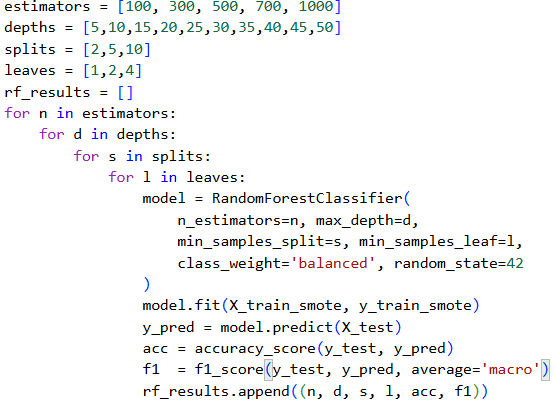 estimators = [100, 300, 500, 700, 1000]
depths = [5,10,15,20,25,30,35,40,45,50]
splits = [2,5,10]
leaves = [1,2,4]
rf_results = []
for n in estimators:
    for d in depths:
        for s in splits:
            for l in leaves:
                model = RandomForestClassifier(
                    n_estimators=n, max_depth=d,
                    min_samples_split=s, min_samples_leaf=l,
                    class_weight='balanced', random_state=42
                )
                model.fit(X_train_smote, y_train_smote)
                y_pred = model.predict(X_test)
                acc = accuracy_score(y_test, y_pred)
                f1  = f1_score(y_test, y_pred, average='macro')
                rf_results.append((n, d, s, l, acc, f1))